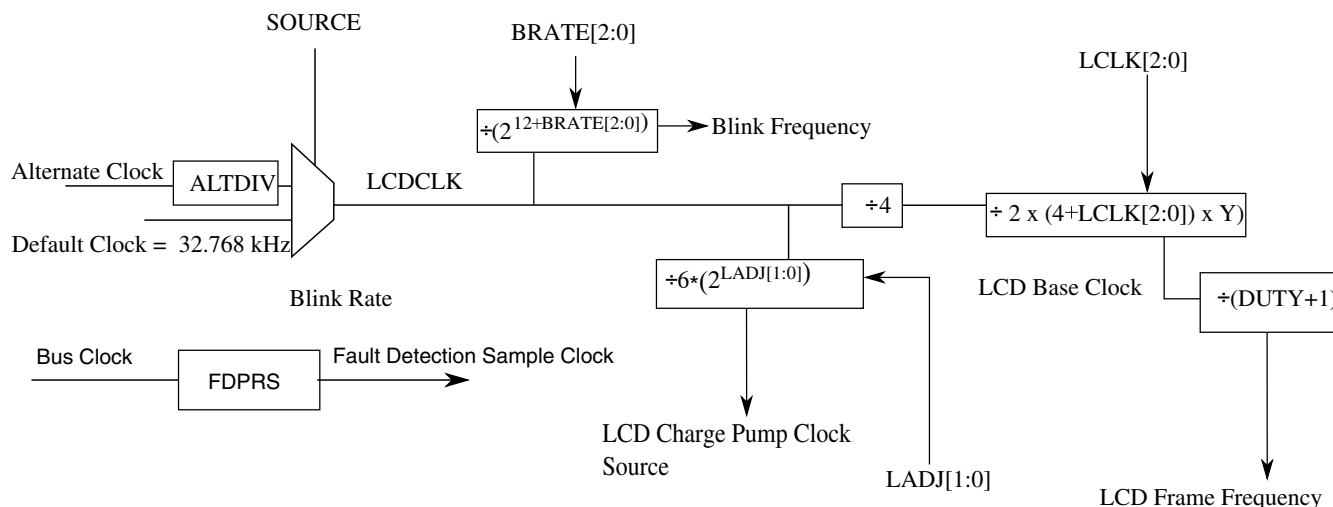 SOURCE
BRATE[2:0]
LCLK[2:0]
÷(2^12+BRATE[2:0])
Blink Frequency
Alternate Clock
ALTDIV
LCDCLK
÷4
÷ 2 x (4+LCLK[2:0]) x Y)
Default Clock = 32.768 kHz
÷6*(2^LADJ[1:0])
LCD Base Clock
÷(DUTY+1)
Blink Rate
Bus Clock
FDPRS
Fault Detection Sample Clock
LCD Charge Pump Clock
Source
LADJ[1:0]
LCD Frame Frequency